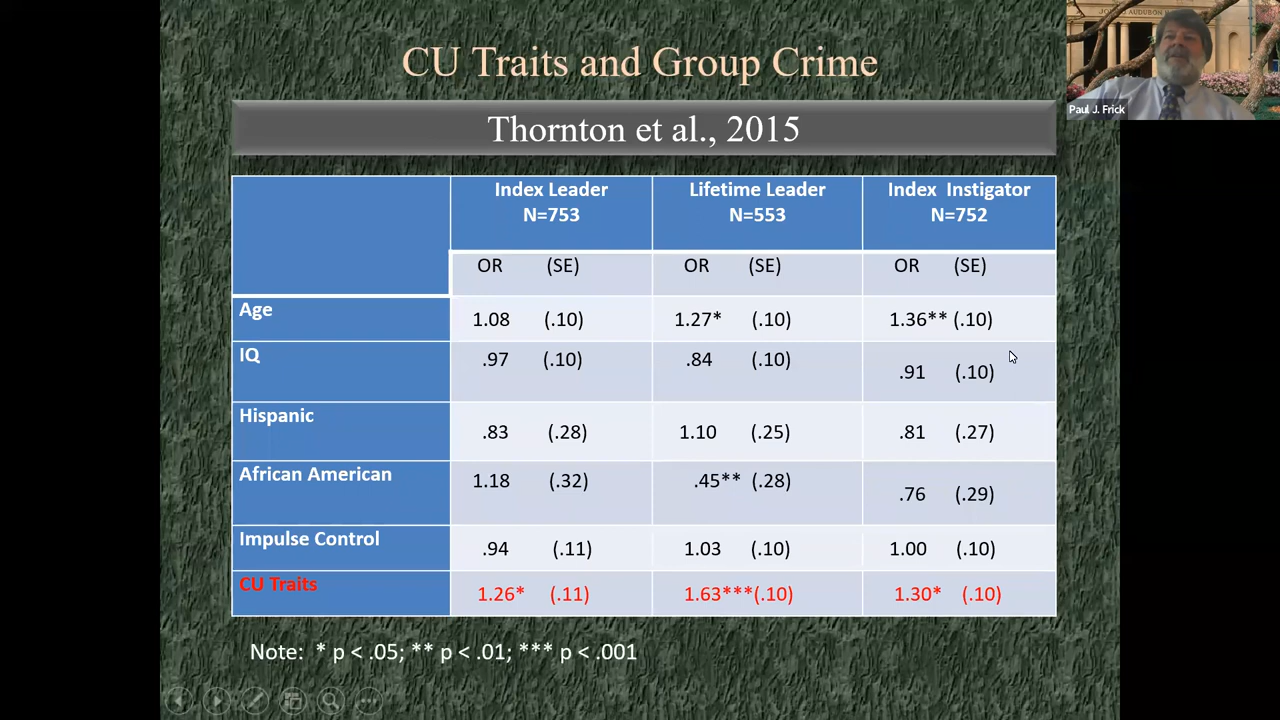 CU Traits and Group Crime
Paul J. Frick
Thornton et al., 2015
Index Leader Lifetime Leader Index Instigator
N=753 N=553 N=752
OR (SE) OR (SE) OR (SE)
Age 1.08 (.10) 1.27* (.10) 1.36** (.10)
IQ .97 (.10) .84 (.10) .91 (.10)
Hispanic .83 (.28) 1.10 (.25) .81 (.27)
African American 1.18 (.32) .45** (.28) .76 (.29)
Impulse Control .94 (.11) 1.03 (.10) 1.00 (.10)
CU Traits 1.26* (.11) 1.63***(.10) 1.30* (.10)
Note: * p < .05; ** p < .01; *** p < .001